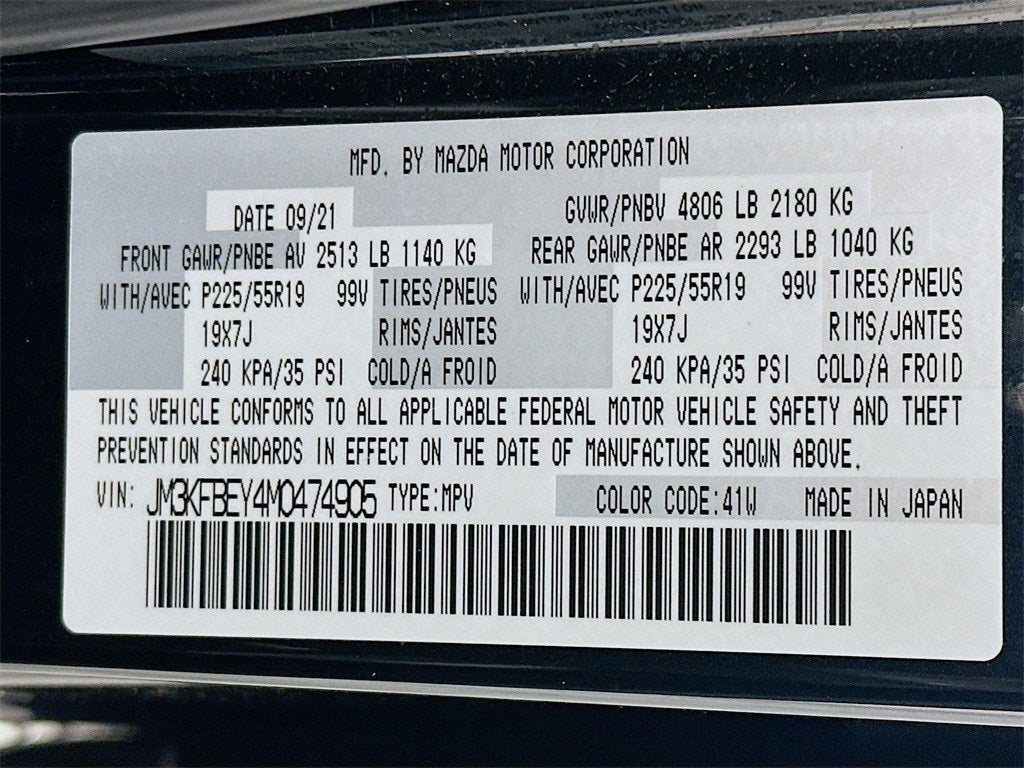 MFD. BY MAZDA MOTOR CORPORATION
DATE 09/21 GVWR/PNBV 4806 LB 2180 KG
FRONT GAWR/PNBE AV 2513 LB 1140 KG REAR GAWR/PNBE AR 2293 LB 1040 KG
WITH/AVEC P225/55R19 99V TIRES/PNEUS WITH/AVEC P225/55R19 99V TIRES/PNEUS
19X7J RIMS/JANTES 19X7J RIMS/JANTES
240 KPA/35 PSI COLD/A FROID 240 KPA/35 PSI COLD/A FROID
THIS VEHICLE CONFORMS TO ALL APPLICABLE FEDERAL MOTOR VEHICLE SAFETY AND THEFT
PREVENTION STANDARDS IN EFFECT ON THE DATE OF MANUFACTURE SHOWN ABOVE.
VIN: JM3KFBEY4M0474905 TYPE:MPV COLOR CODE:41W MADE IN JAPAN